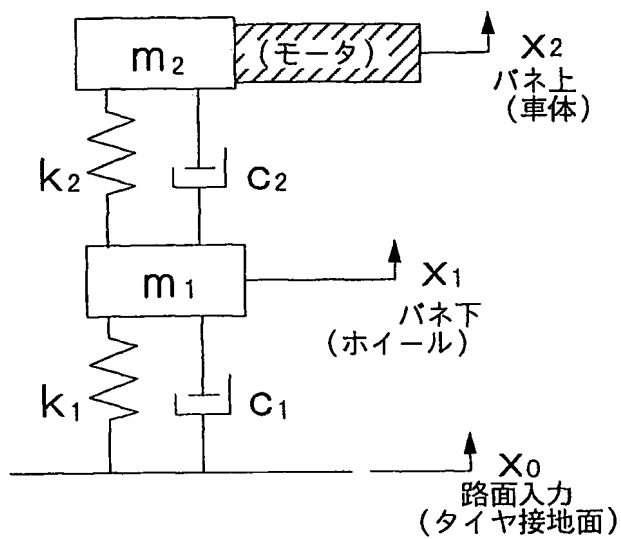 m₂
(モータ)
X₂
バネ上
(車体)
k₂
c₂
m₁
X₁
バネ下
(ホイール)
k₁
c₁
X₀
路面入力
(タイヤ接地面)